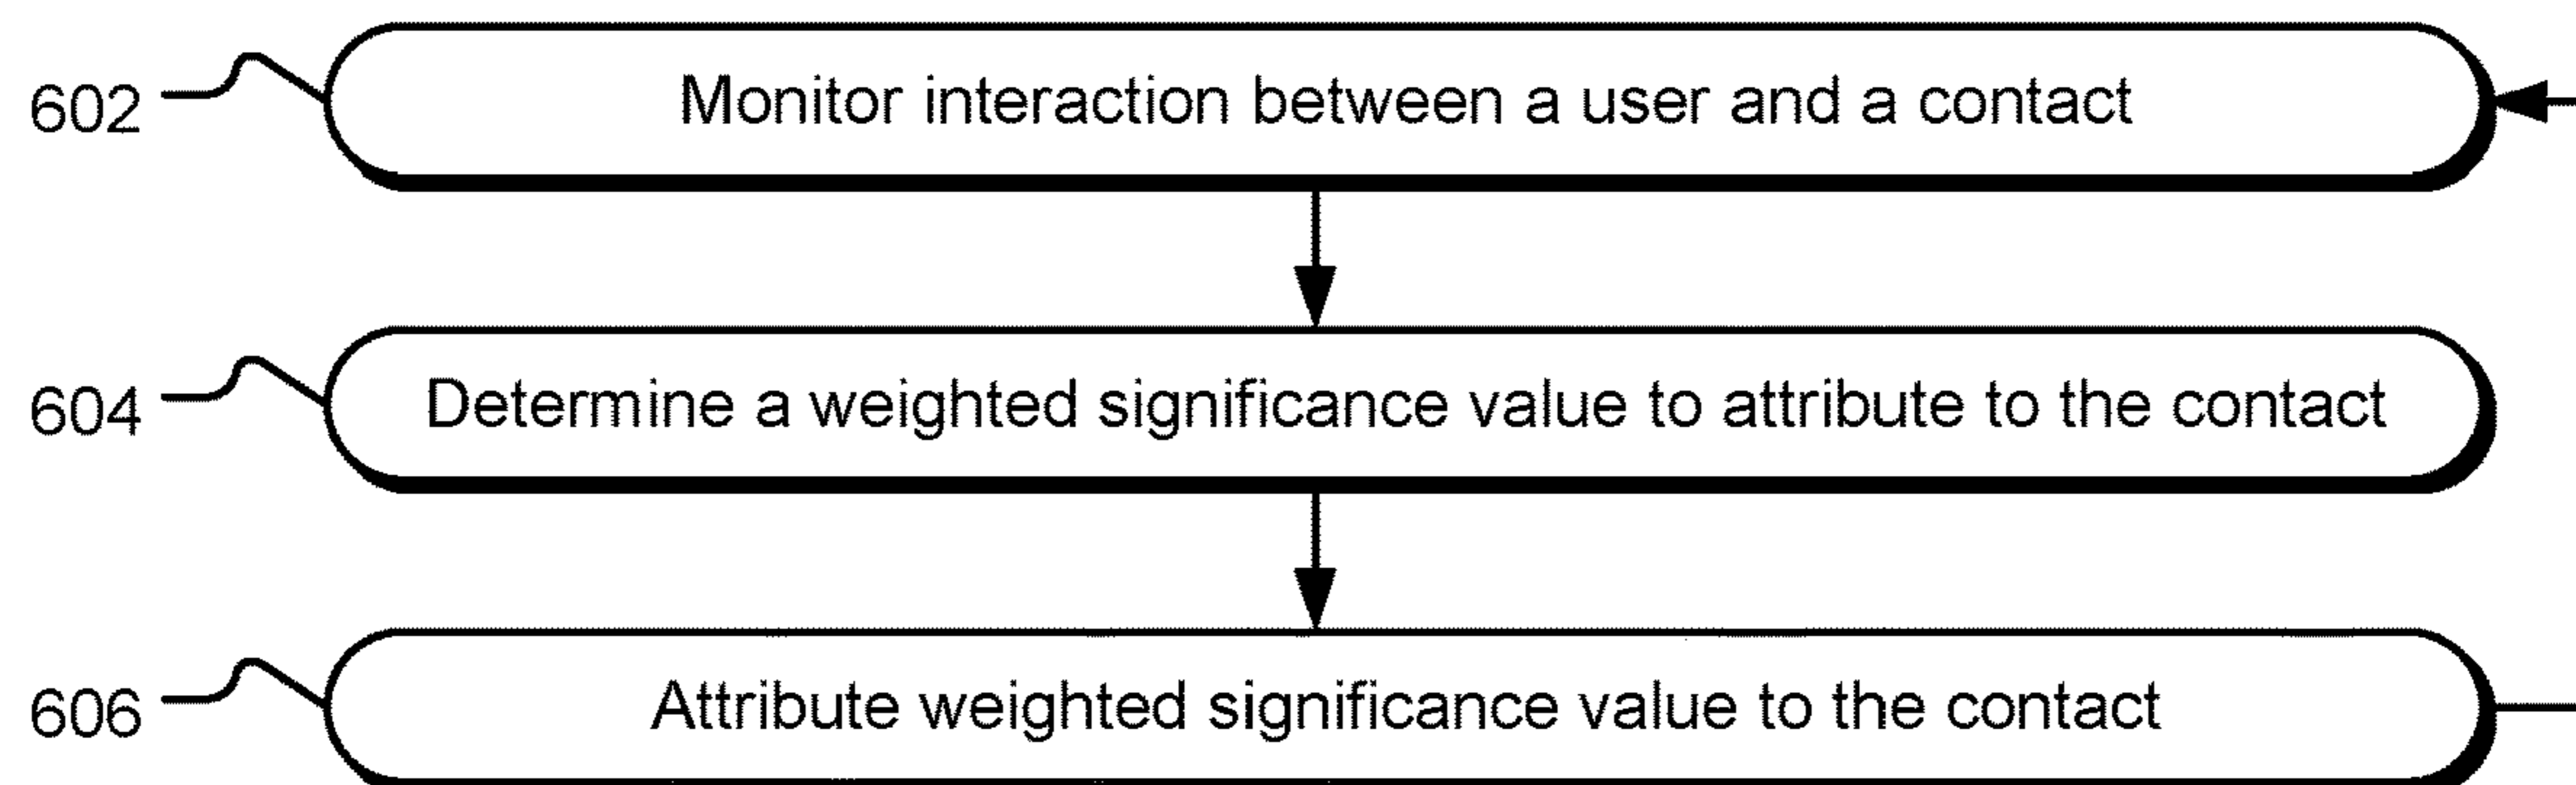 602 Monitor interaction between a user and a contact
604 Determine a weighted significance value to attribute to the contact
606 Attribute weighted significance value to the contact